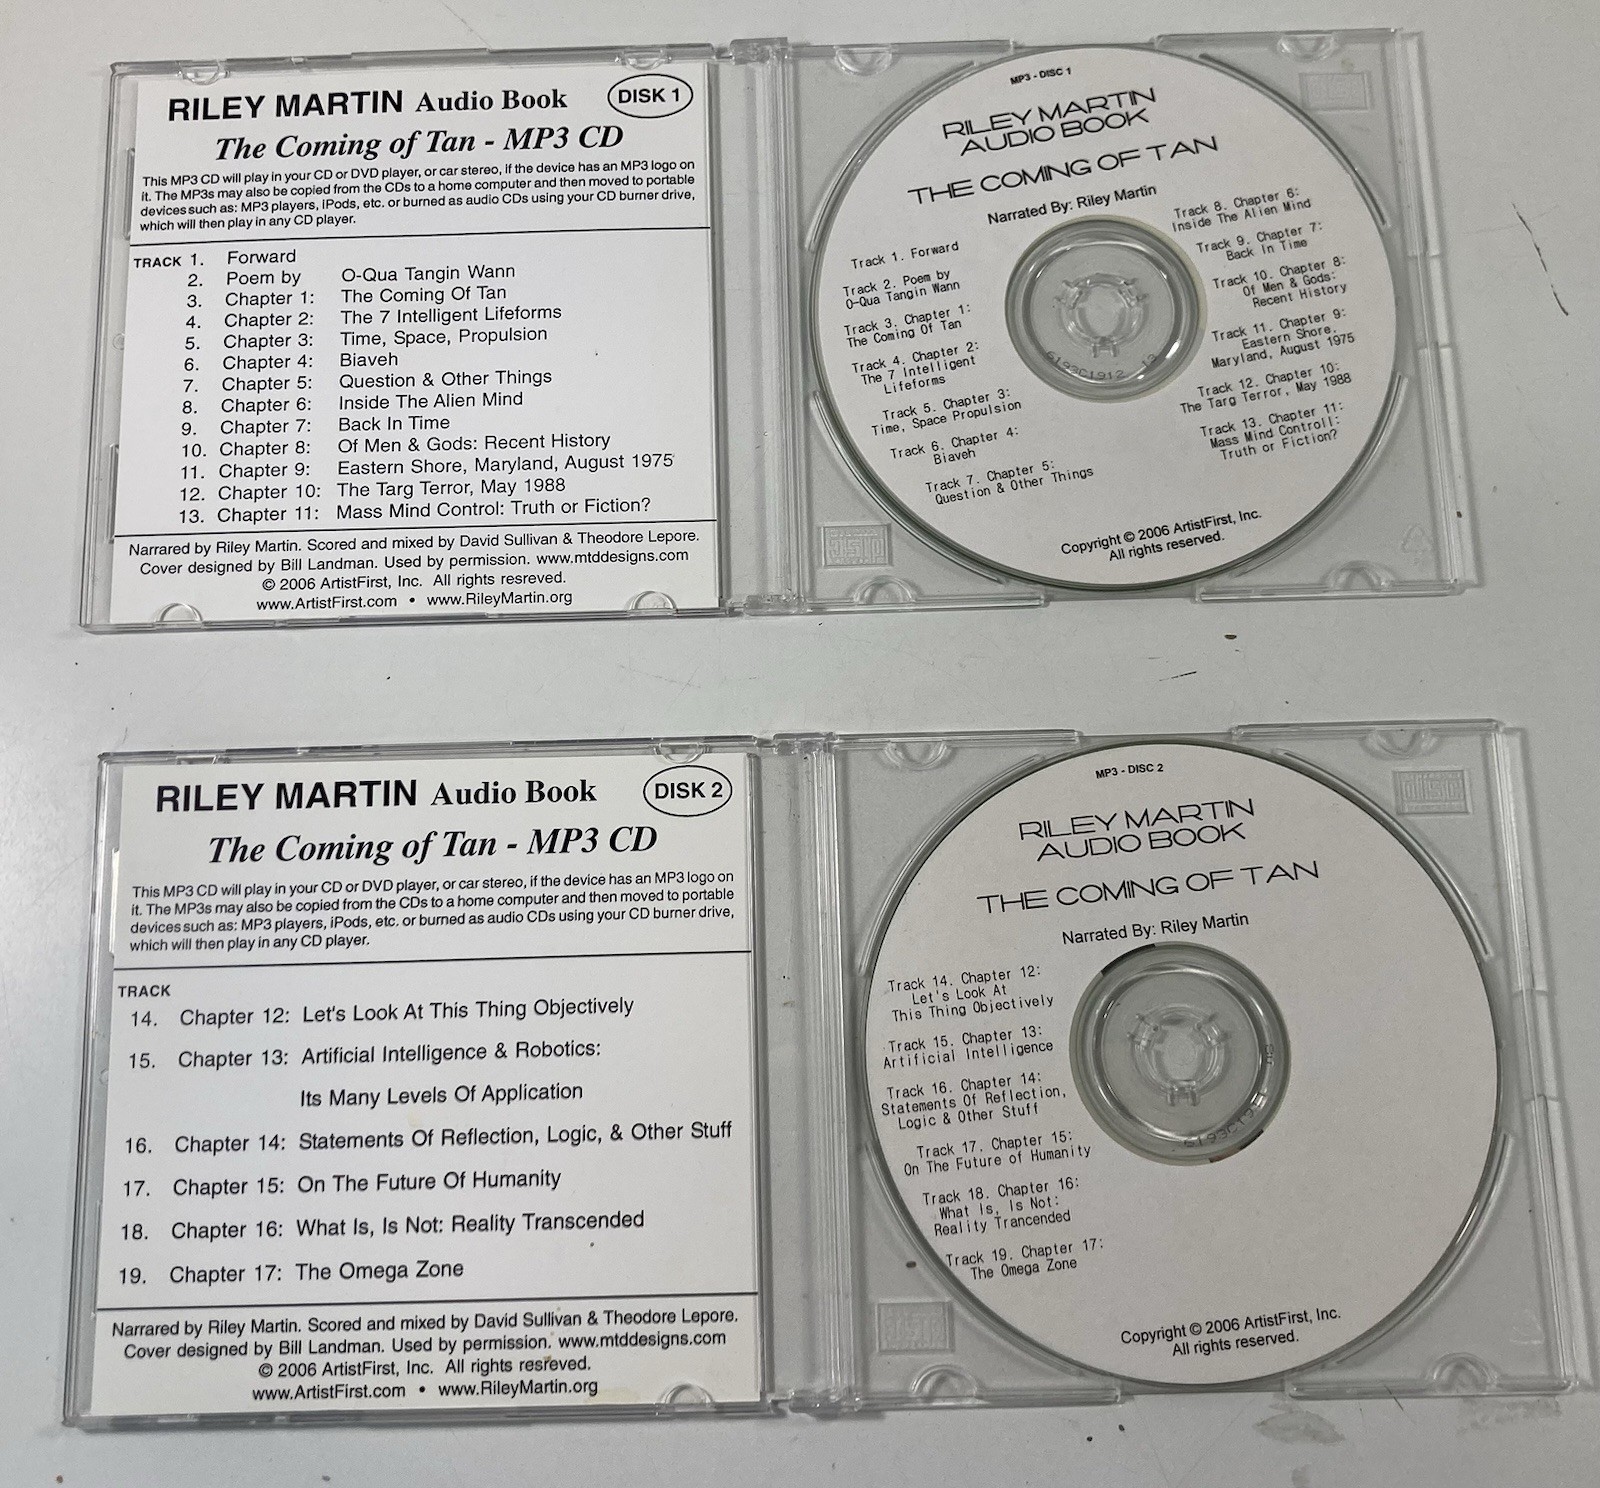 RILEY MARTIN Audio Book DISK 1
The Coming of Tan - MP3 CD
This MP3 CD will play in your CD or DVD player, or car stereo, if the device has an MP3 logo on
it. The MP3s may also be copied from the CDs to a home computer and then moved to portable
devices such as: MP3 players, IPods, etc. or burned as audio CDs using your CD burner drive,
which will then play in any CD player.
TRACK 1. Forward
2. Poem by O-Qua Tangin Wann
3. Chapter 1: The Coming Of Tan
4. Chapter 2: The 7 Intelligent Lifeforms
5. Chapter 3: Time, Space, Propulsion
6. Chapter 4: Biaveh
7. Chapter 5: Question & Other Things
8. Chapter 6: Inside The Alien Mind
9. Chapter 7: Back In Time
10. Chapter 8: Of Men & Gods: Recent History
11. Chapter 9: Eastern Shore, Maryland, August 1975
12. Chapter 10: The Targ Terror, May 1988
13. Chapter 11: Mass Mind Control: Truth or Fiction?
Narrared by Riley Martin. Scored and mixed by David Sullivan & Theodore Lepore.
Cover designed by Bill Landman. Used by permission. www.mtddesigns.com
© 2006 ArtistFirst, Inc. All rights resreved.
www.ArtistFirst.com • www.RileyMartin.org
MP3 - DISC 1
RILEY MARTIN
AUDIO BOOK
THE COMING OF TAN
Narrated By: Riley Martin
Track 1. Forward
Track 2. Poem by
O-Qua Tangin Wann
Track 3. Chapter 1:
The Coming Of Tan
Track 4. Chapter 2:
The 7 Intelligent
Lifeforms
Track 5. Chapter 3:
Time, Space Propulsion
Track 6. Chapter 4:
Biaveh
Track 7. Chapter 5:
Question & Other Things
Track 8. Chapter 6:
Inside The Alien Mind
Track 9. Chapter 7:
Back In Time
Track 10. Chapter 8:
Of Men & Gods:
Recent History
Track 11. Chapter 9:
Eastern Shore,
Maryland, August 1975
Track 12. Chapter 10:
The Targ Terror, May 1988
Track 13. Chapter 11:
Mass Mind Controll:
Truth or Fiction?
6193C1912 13
Copyright © 2006 ArtistFirst, Inc.
All rights reserved.
RILEY MARTIN Audio Book DISK 2
The Coming of Tan - MP3 CD
This MP3 CD will play in your CD or DVD player, or car stereo, if the device has an MP3 logo on
it. The MP3s may also be copied from the CDs to a home computer and then moved to portable
devices such as: MP3 players, iPods, etc. or burned as audio CDs using your CD burner drive,
which will then play in any CD player.
TRACK
14. Chapter 12: Let's Look At This Thing Objectively
15. Chapter 13: Artificial Intelligence & Robotics:
Its Many Levels Of Application
16. Chapter 14: Statements Of Reflection, Logic, & Other Stuff
17. Chapter 15: On The Future Of Humanity
18. Chapter 16: What Is, Is Not: Reality Transcended
19. Chapter 17: The Omega Zone
Narrared by Riley Martin. Scored and mixed by David Sullivan & Theodore Lepore.
Cover designed by Bill Landman. Used by permission. www.mtddesigns.com
© 2006 ArtistFirst, Inc. All rights resreved.
www.ArtistFirst.com • www.RileyMartin.org
MP3 - DISC 2
RILEY MARTIN
AUDIO BOOK
THE COMING OF TAN
Narrated By: Riley Martin
Track 14. Chapter 12:
Let's Look At
This Thing Objectively
Track 15. Chapter 13:
Artificial Intelligence
Track 16. Chapter 14:
Statements Of Reflection,
Logic & Other Stuff
Track 17. Chapter 15:
On The Future of Humanity
Track 18. Chapter 16:
What Is, Is Not:
Reality Trancended
Track 19. Chapter 17:
The Omega Zone
Copyright © 2006 ArtistFirst, Inc.
All rights reserved.